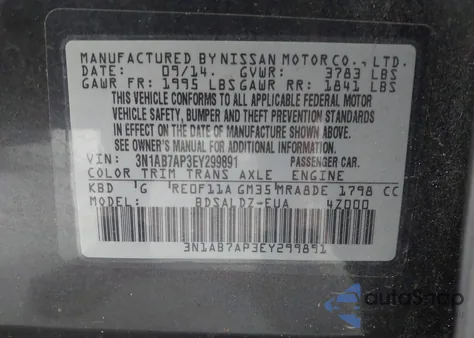 MANUFACTURED BY NISSAN MOTOR CO., LTD.
DATE: 09/14. GVWR: 3783 LBS
GAWR FR: 1995 LBS GAWR RR: 1841 LBS
THIS VEHICLE CONFORMS TO ALL APPLICABLE FEDERAL MOTOR
VEHICLE SAFETY, BUMPER AND THEFT PREVENTION STANDARDS
IN EFFECT ON THE DATE OF MANUFACTURE SHOWN ABOVE.
SEE OWNER'S MANUAL FOR ADDITIONAL INFORMATION.
VIN: 3N1AB7AP3EY299891 PASSENGER CAR.
COLOR TRIM TRANS AXLE ENGINE
KBD G RE0F11A GM35 MRA8DE 1798 CC
MODEL: BDSALDZ-EUA 47000
3N1AB7AP3EY299891
autoSnap